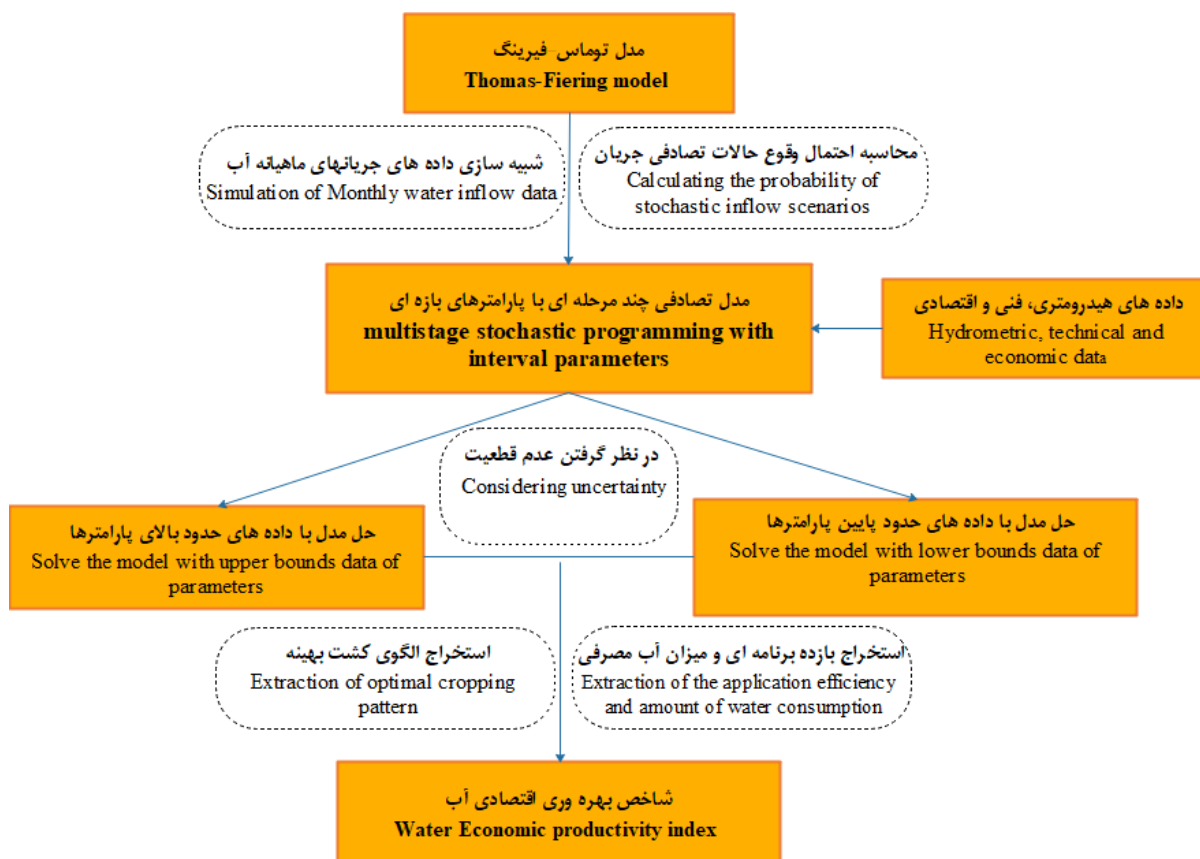 مدل توماس-فیرینگ
Thomas-Fiering model
شبیه سازی داده های جریانهای ماهیانه آب
Simulation of Monthly water inflow data
محاسبه احتمال وقوع حالات تصادفی جریان
Calculating the probability of
stochastic inflow scenarios
مدل تصادفی چند مرحله ای با پارامترهای بازه ای
multistage stochastic programming with
interval parameters
داده های هیدرومتری، فنی و اقتصادی
Hydrometric, technical and
economic data
در نظر گرفتن عدم قطعیت
Considering uncertainty
حل مدل با داده های حدود بالای پارامترها
Solve the model with upper bounds data of
parameters
حل مدل با داده های حدود پایین پارامترها
Solve the model with lower bounds data of
parameters
استخراج الگوی کشت بهینه
Extraction of optimal cropping
pattern
استخراج بازده برنامه ای و میزان آب مصرفی
Extraction of the application efficiency
and amount of water consumption
شاخص بهره وری اقتصادی آب
Water Economic productivity index